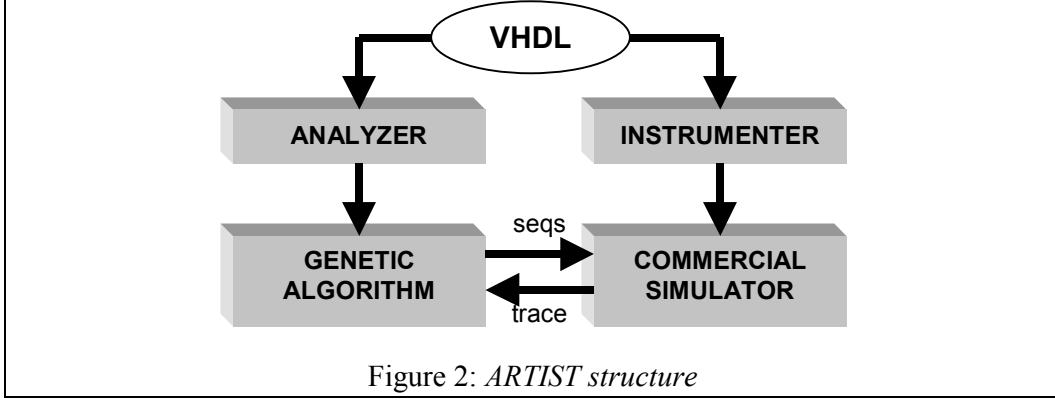 VHDL
ANALYZER
INSTRUMENTER
GENETIC
ALGORITHM
seqs
trace
COMMERCIAL
SIMULATOR
Figure 2: ARTIST structure